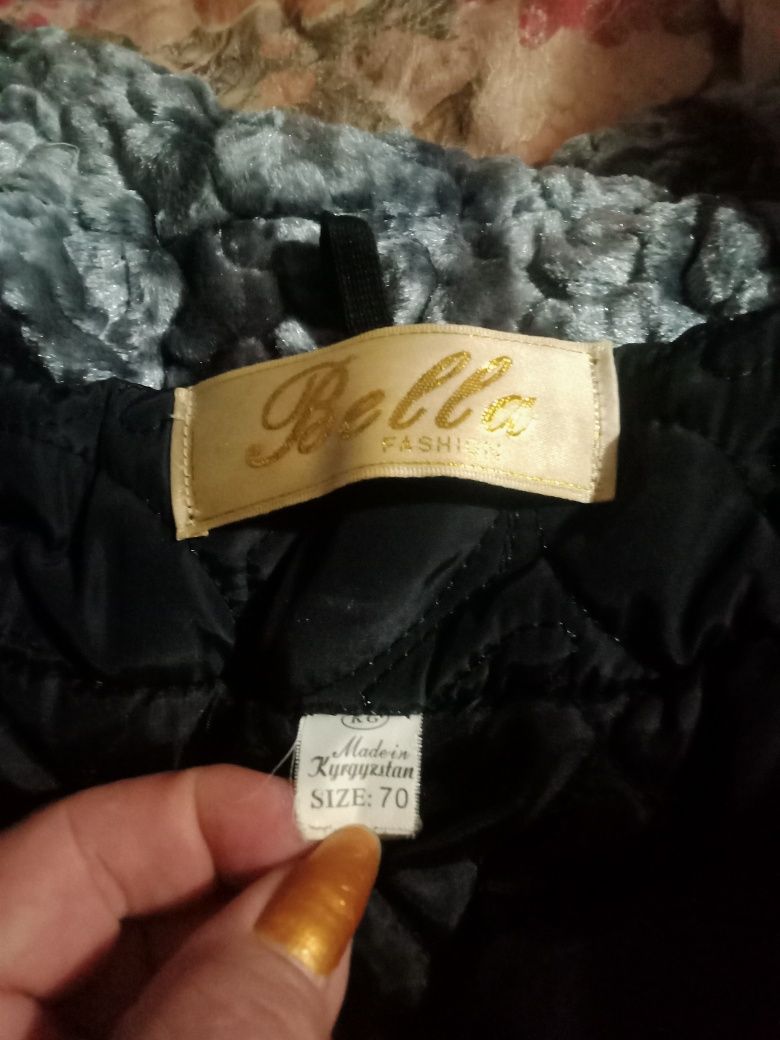 Bella
FASHION
KG
Made in
Kyrgyzstan
SIZE: 70